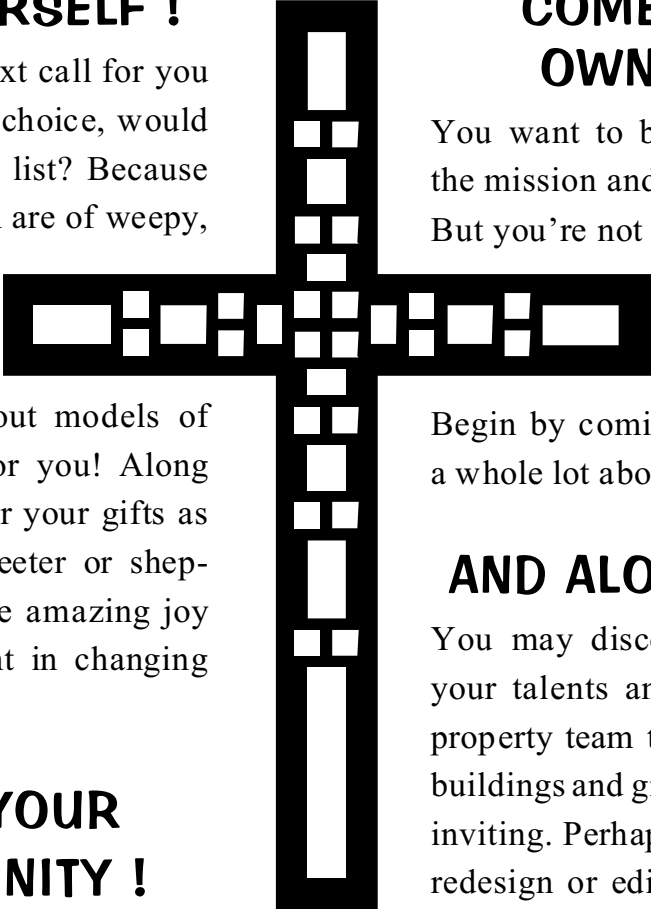 RSELF !
xt call for you
choice, would
list? Because
are of weepy,
out models of
or you! Along
r your gifts as
eeter or shep-
e amazing joy
nt in changing
YOUR
NITY !
COME
OWN
You want to b
the mission and
But you’re not
Begin by comi
a whole lot abo
AND ALO
You may disc
your talents an
property team t
buildings and g
inviting. Perhap
redesign or edi